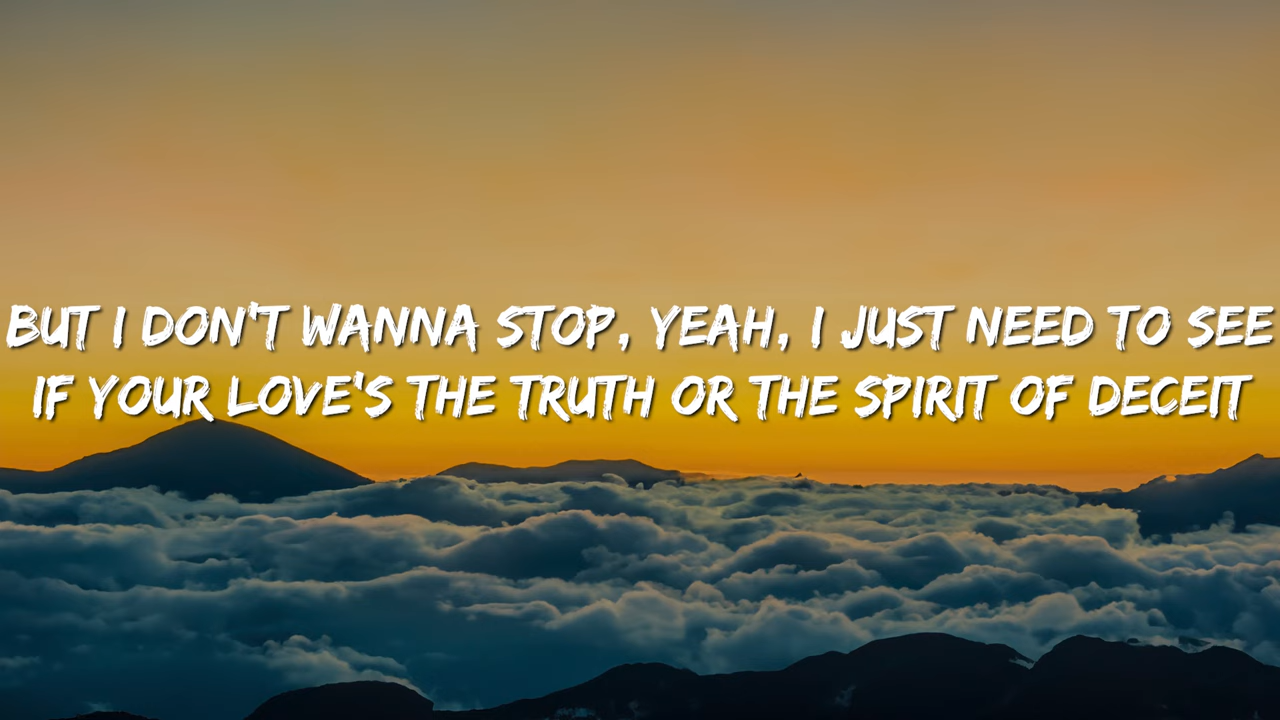 BUT I DON'T WANNA STOP, YEAH, I JUST NEED TO SEE
IF YOUR LOVE'S THE TRUTH OR THE SPIRIT OF DECEIT